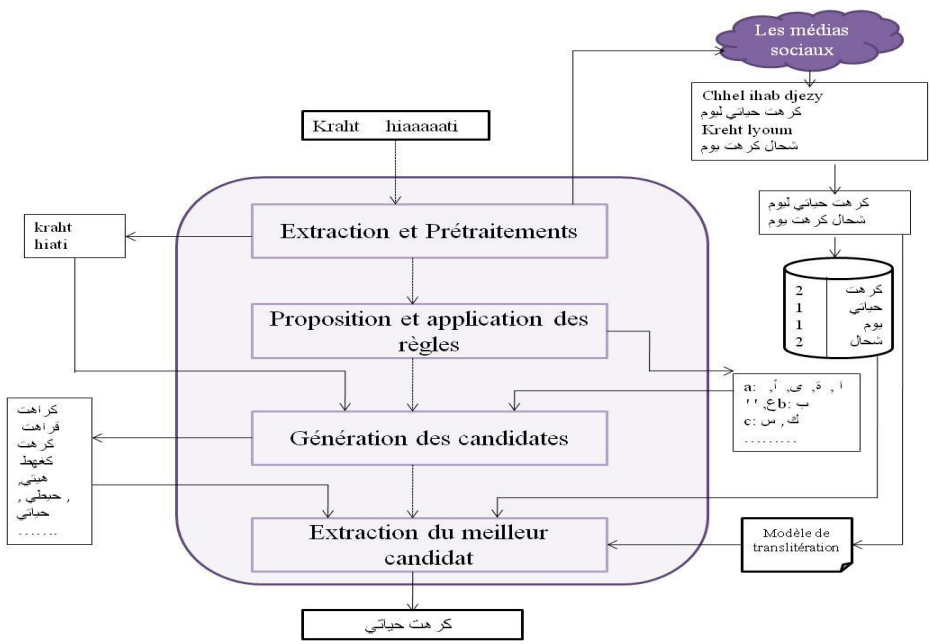 Les médias
sociaux
Chhel ihab djezy
كرهت حياتي ليوم
Kreht lyoum
شحال كرهت يوم
Kraht hiaaaaati
كرهت حياتي ليوم
شحال كرهت يوم
Extraction et Prétraitements
kraht
hiati
2 كرهت
1 حياتي
1 يوم
2 شحال
Proposition et application des
règles
a: ا , ة, ى, أ,
' ' ,ع b: ب
c: ك , س
.........
كراهت
قراهت
كرهت
كغهط
هيتي,
, حيطي ,
حياتي
.......
Génération des candidates
Extraction du meilleur
candidat
Modèle de
translitération
كرهت حياتي